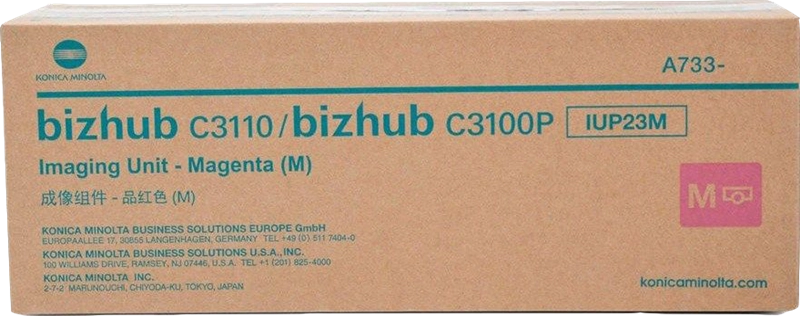 KONICA MINOLTA
A733-
bizhub C3110/bizhub C3100P IUP23M
Imaging Unit - Magenta (M)
成像组件 - 品红色 (M)
M
KONICA MINOLTA BUSINESS SOLUTIONS EUROPE GmbH
EUROPAALLEE 17, 30855 LANGENHAGEN, GERMANY TEL +49 (0) 511 7404-0
KONICA MINOLTA BUSINESS SOLUTIONS U.S.A., INC.
100 WILLIAMS DRIVE, RAMSEY, NJ 07446, U.S.A. TEL +1 (201) 825-4000
KONICA MINOLTA, INC.
2-7-2 MARUNOUCHI, CHIYODA-KU, TOKYO, JAPAN
konicaminolta.com